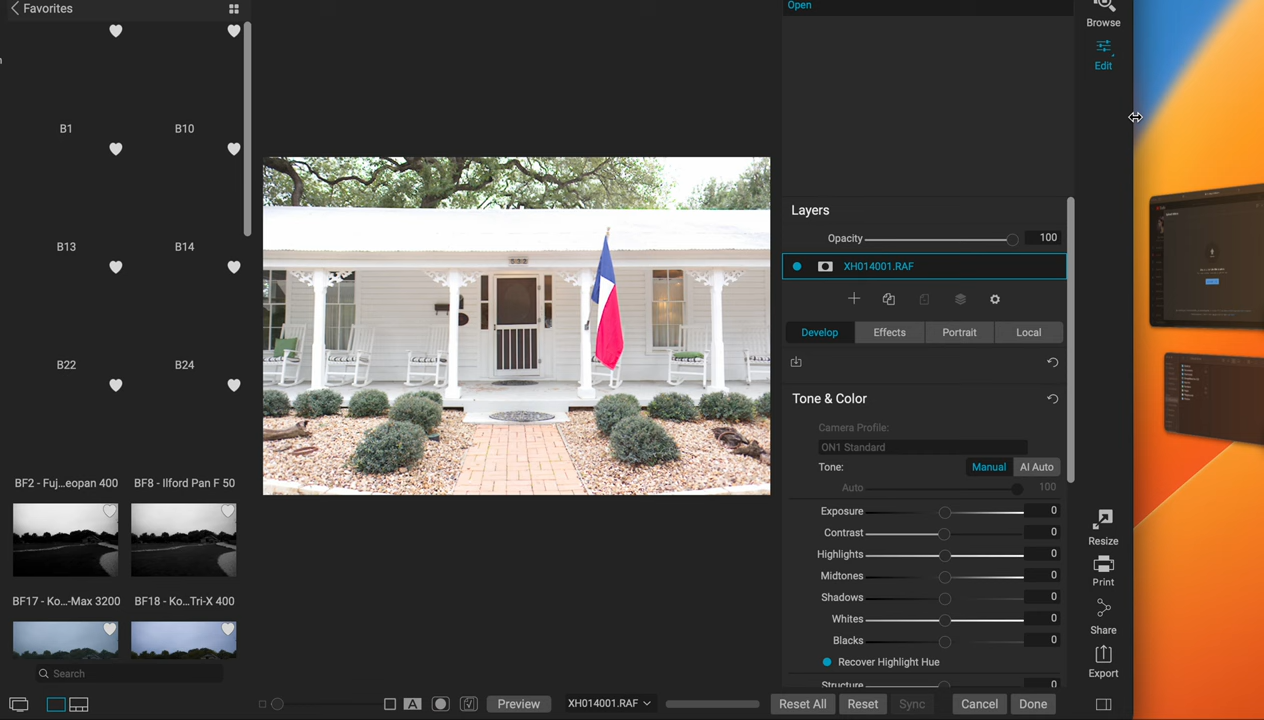 Favorites
B1
B10
B13
B14
B22
B24
BF2 - Fuj...eopan 400
BF8 - Ilford Pan F 50
BF17 - Ko...-Max 3200
BF18 - Ko...Tri-X 400
Search
Open
Browse
Edit
Layers
Opacity
100
XH014001.RAF
Develop
Effects
Portrait
Local
Tone & Color
Camera Profile:
ON1 Standard
Tone:
Manual
AI Auto
Auto
100
Exposure
0
Contrast
0
Highlights
0
Midtones
0
Shadows
0
Whites
0
Blacks
0
Recover Highlight Hue
Structure
0
Resize
Print
Share
Export
A
Preview
XH014001.RAF
Reset All
Reset
Sync
Cancel
Done